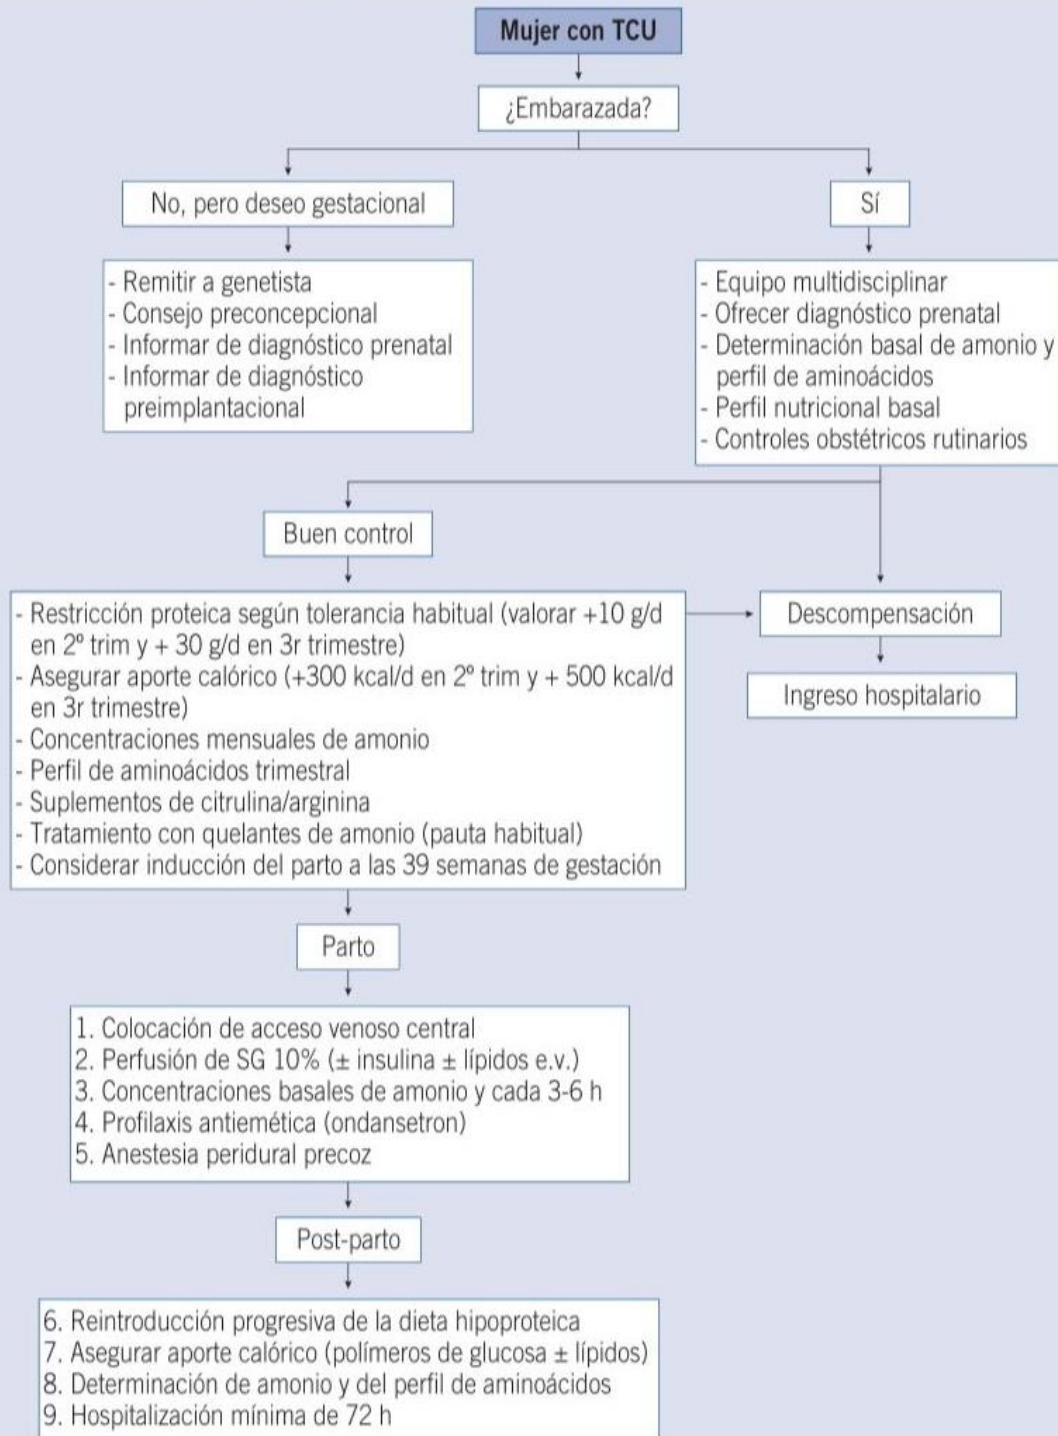 Mujer con TCU
¿Embarazada?
No, pero deseo gestacional
Sí
- Remitir a genetista
- Consejo preconcepcional
- Informar de diagnóstico prenatal
- Informar de diagnóstico
preimplantacional
- Equipo multidisciplinar
- Ofrecer diagnóstico prenatal
- Determinación basal de amonio y
perfil de aminoácidos
- Perfil nutricional basal
- Controles obstétricos rutinarios
Buen control
- Restricción proteica según tolerancia habitual (valorar +10 g/d
en 2º trim y + 30 g/d en 3r trimestre)
- Asegurar aporte calórico (+300 kcal/d en 2º trim y + 500 kcal/d
en 3r trimestre)
- Concentraciones mensuales de amonio
- Perfil de aminoácidos trimestral
- Suplementos de citrulina/arginina
- Tratamiento con quelantes de amonio (pauta habitual)
- Considerar inducción del parto a las 39 semanas de gestación
Descompensación
Ingreso hospitalario
Parto
1. Colocación de acceso venoso central
2. Perfusión de SG 10% (± insulina ± lípidos e.v.)
3. Concentraciones basales de amonio y cada 3-6 h
4. Profilaxis antiemética (ondansetron)
5. Anestesia peridural precoz
Post-parto
6. Reintroducción progresiva de la dieta hipoproteica
7. Asegurar aporte calórico (polímeros de glucosa ± lípidos)
8. Determinación de amonio y del perfil de aminoácidos
9. Hospitalización mínima de 72 h